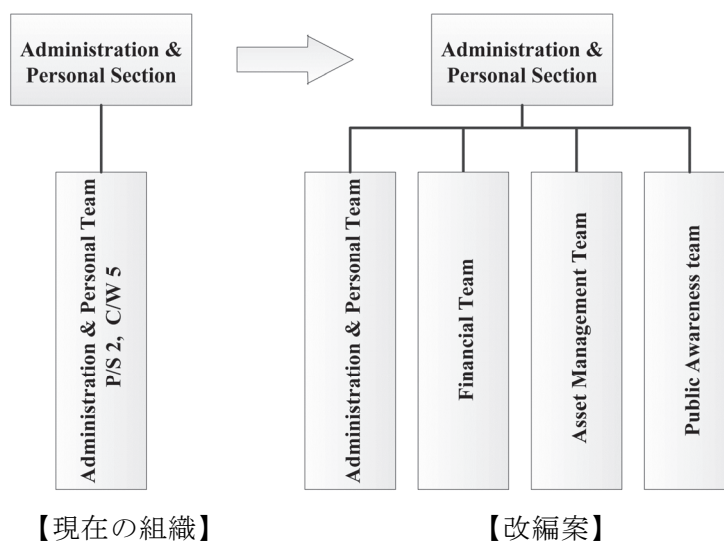 Administration &
Personal Section
Administration &
Personal Section
Administration & Personal Team
P/S 2, C/W 5
Administration & Personal Team
Financial Team
Asset Management Team
Public Awareness team
【現在の組織】
【改編案】